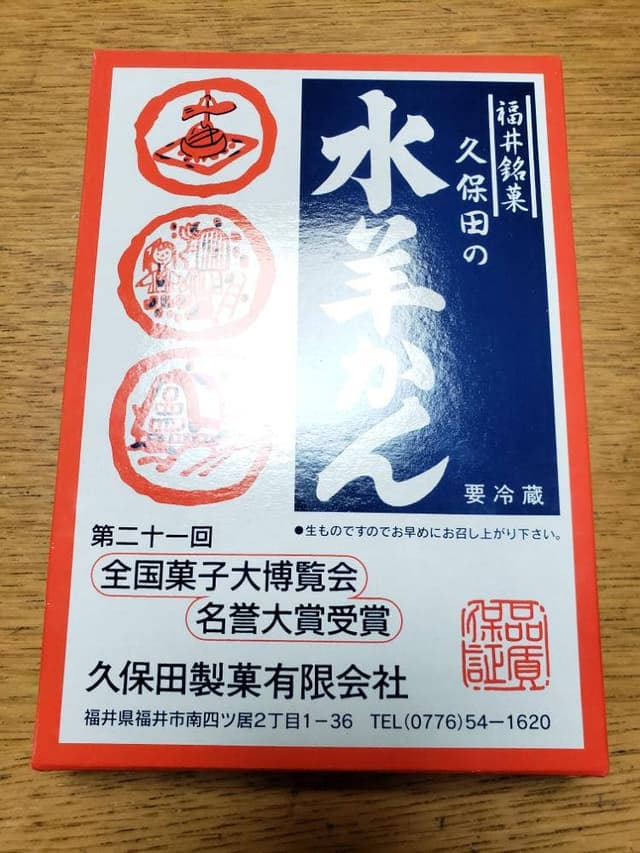 福井銘菓
久保田の
水羊かん
要冷蔵
●生ものですのでお早めにお召し上がり下さい。
第二十一回
全国菓子大博覧会
名誉大賞受賞
品質
保証
久保田製菓有限会社
福井県福井市南四ツ居2丁目1−36 TEL(0776)54−1620